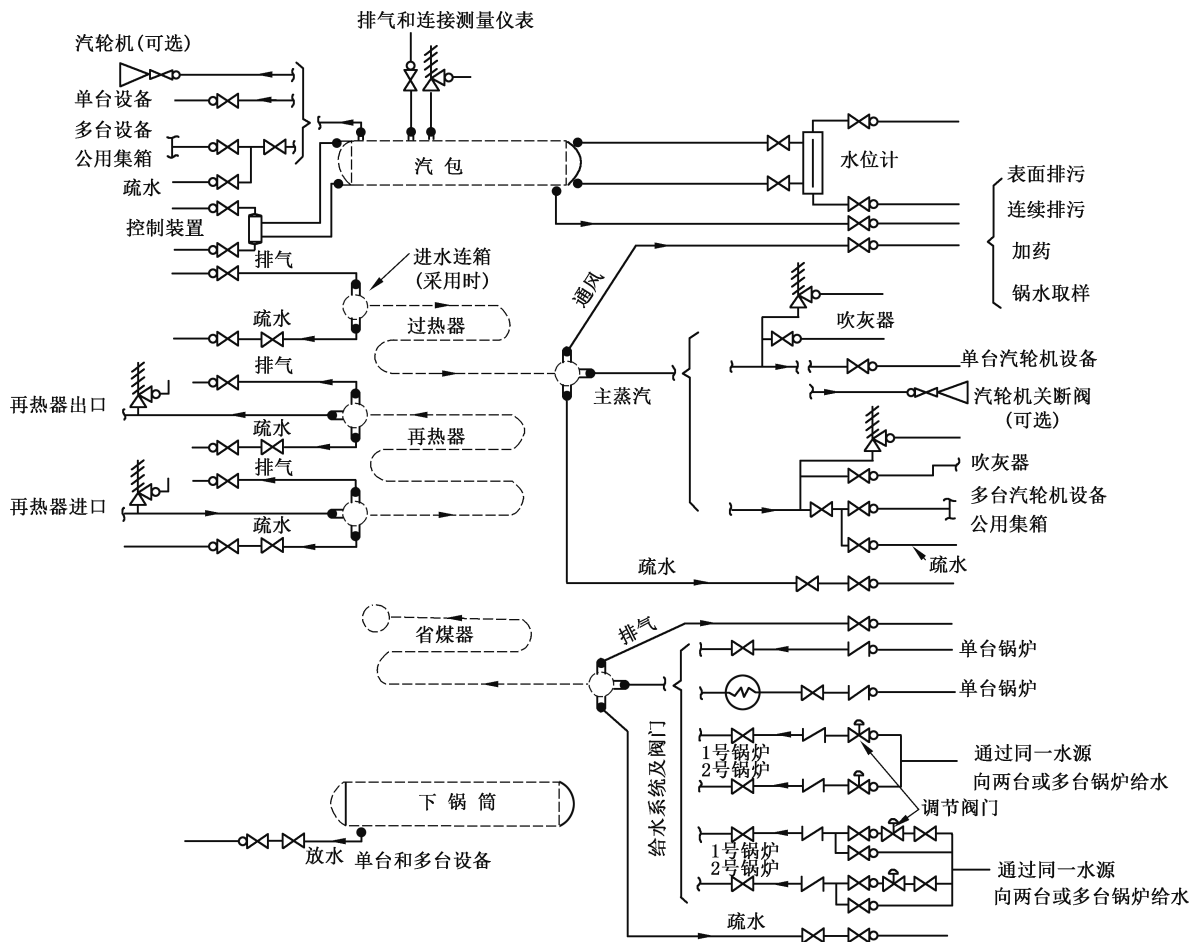 排气和连接测量仪表
汽轮机(可选)
单台设备
多台设备
公用集箱
疏水
控制装置
汽包
水位计
表面排污
连续排污
加药
锅水取样
排气
进水连箱
(采用时)
通风
疏水
过热器
吹灰器
排气
单台汽轮机设备
再热器出口
主蒸汽
汽轮机关断阀
(可选)
疏水
再热器
排气
吹灰器
再热器进口
多台汽轮机设备
公用集箱
疏水
疏水
疏水
省煤器
排气
单台锅炉
单台锅炉
给水系统及阀门
1号锅炉
2号锅炉
通过同一水源
向两台或多台锅炉给水
下锅筒
调节阀门
放水
单台和多台设备
1号锅炉
2号锅炉
通过同一水源
向两台或多台锅炉给水
疏水